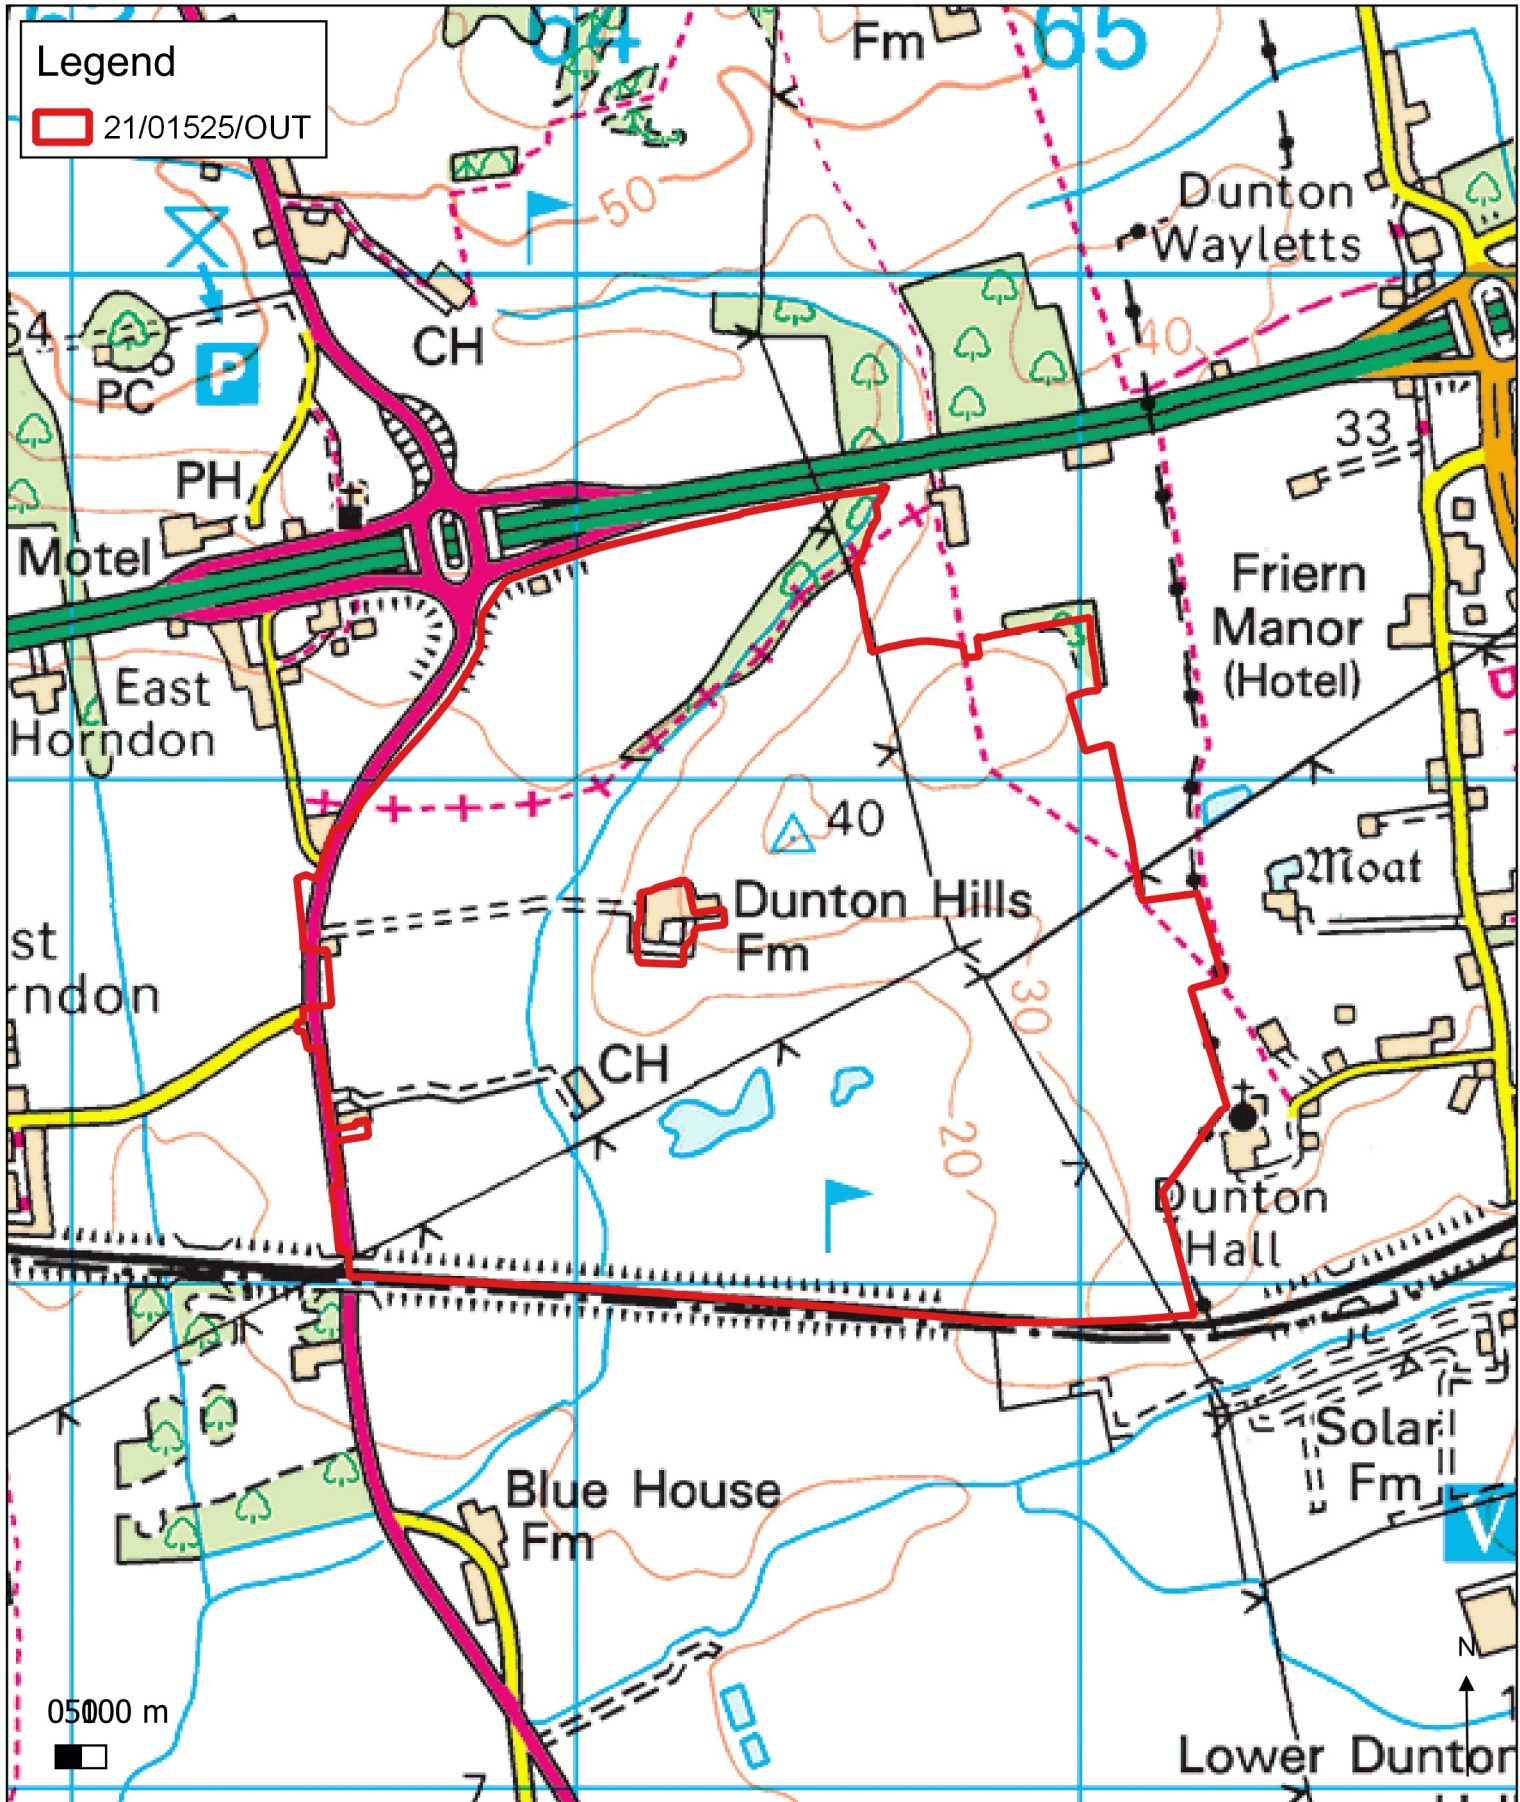 Legend
21/01525/OUT
Fm
65
50
Dunton
Wayletts
CH
40
PC
P
33
PH
Motel
Friern
Manor
(Hotel)
East
Horndon
40
Moat
Dunton Hills
Fm
st
rndon
30
CH
20
Dunton
Hall
Solar
Fm
Blue House
Fm
V
N
100 m
Lower Dunton
7